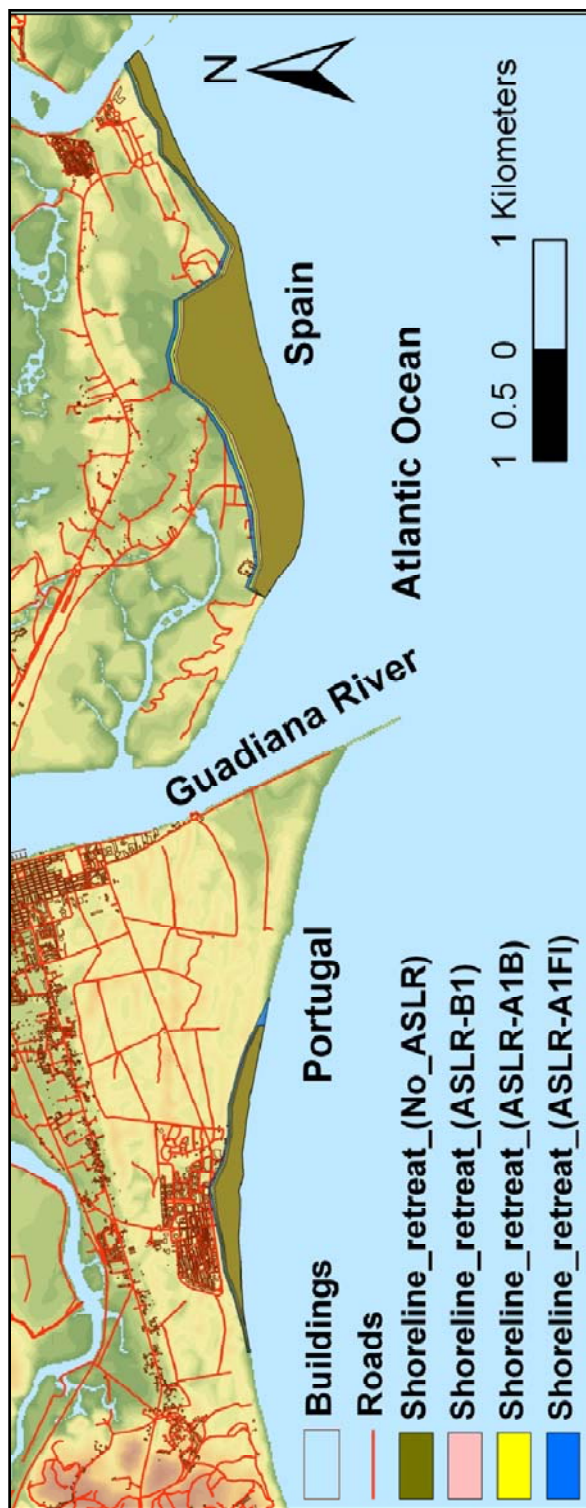 N
Spain
Atlantic Ocean
1 0.5 0 1 Kilometers
Guadiana River
Portugal
Buildings
Roads
Shoreline_retreat_(No_ASLR)
Shoreline_retreat_(ASLR-B1)
Shoreline_retreat_(ASLR-A1B)
Shoreline_retreat_(ASLR-A1FI)